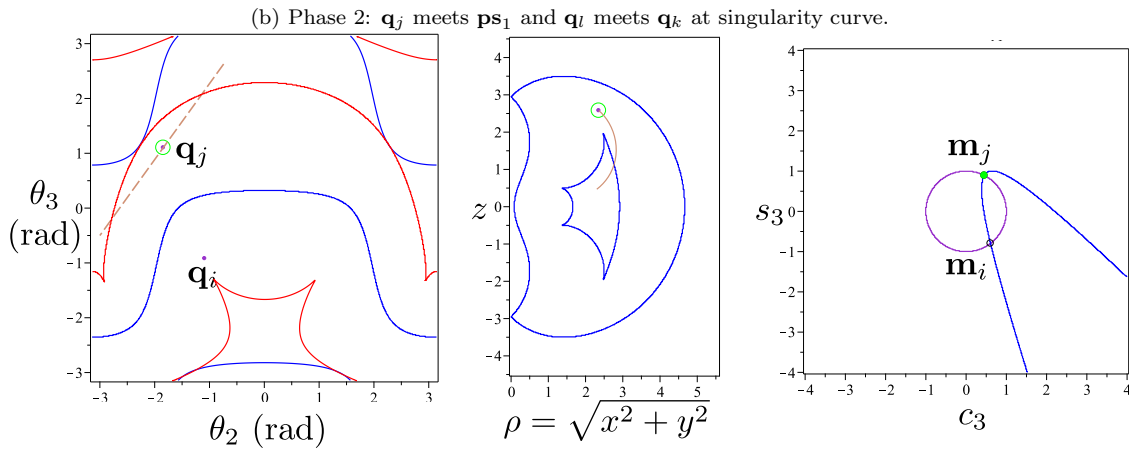 (b) Phase 2: q_j meets ps_1 and q_l meets q_k at singularity curve.
3
2
1
0
-1
-2
-3
θ_3
(rad)
q_j
q_i
-3 -2 -1 0 1 2 3
θ_2 (rad)
4
3
2
1
0
-1
-2
-3
-4
z
0 1 2 3 4 5
ρ = √x² + y²
4
3
2
1
0
-1
-2
-3
-4
s_3
m_j
m_i
-4 -3 -2 -1 0 1 2 3 4
c_3